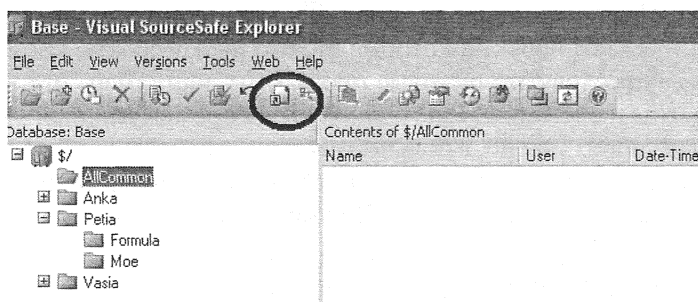 Base - Visual SourceSafe Explorer
File Edit View Versions Tools Web Help
Database: Base
Contents of $/AllCommon
Name User Date-Time
$/
AllCommon
Anka
Petia
Formula
Moe
Vasia